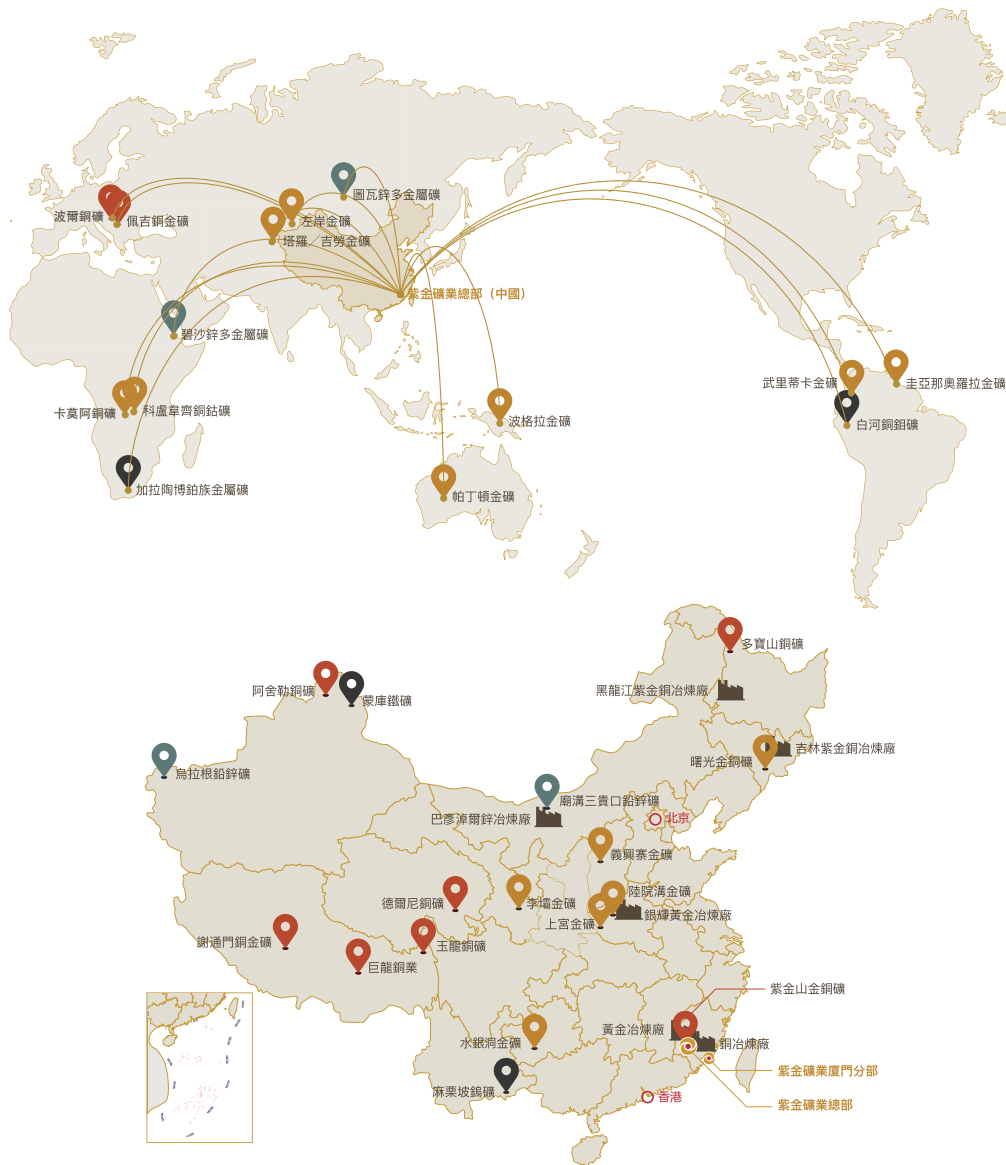 圖瓦鋅多金屬礦
波爾銅礦
佩吉銅金礦
左岸金礦
塔羅／吉勞金礦
紫金礦業總部（中國）
碧沙鋅多金屬礦
武里蒂卡金礦
圭亞那奧羅拉金礦
卡莫阿銅礦
科盧韋齊銅鈷礦
波格拉金礦
白河銅鉬礦
加拉陶博鉑族金屬礦
帕丁頓金礦
多寶山銅礦
阿舍勒銅礦
蒙庫鐵礦
黑龍江紫金銅冶煉廠
吉林紫金銅冶煉廠
曙光金銅礦
烏拉根鉛鋅礦
廟溝三貴口鉛鋅礦
巴彥淖爾鋅冶煉廠
北京
義興寨金礦
德爾尼銅礦
李壩金礦
陸院溝金礦
銀輝黃金冶煉廠
上宮金礦
謝通門銅金礦
玉龍銅礦
巨龍銅業
紫金山金銅礦
黃金冶煉廠
銅冶煉廠
水銀洞金礦
紫金礦業廈門分部
麻栗坡鎢礦
香港
紫金礦業總部